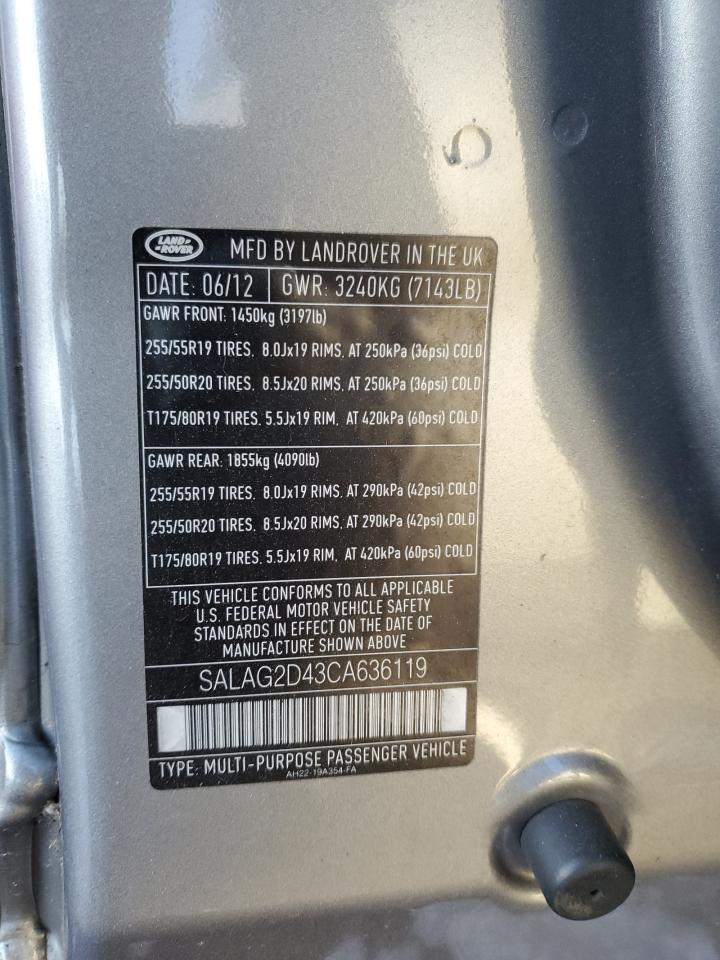 LAND-
-ROVER
MFD BY LANDROVER IN THE UK
DATE: 06/12 GWR: 3240KG (7143LB)
GAWR FRONT: 1450kg (3197lb)
255/55R19 TIRES, 8.0Jx19 RIMS, AT 250kPa (36psi) COLD
255/50R20 TIRES, 8.5Jx20 RIMS, AT 250kPa (36psi) COLD
T175/80R19 TIRES, 5.5Jx19 RIM, AT 420kPa (60psi) COLD
GAWR REAR: 1855kg (4090lb)
255/55R19 TIRES, 8.0Jx19 RIMS, AT 290kPa (42psi) COLD
255/50R20 TIRES, 8.5Jx20 RIMS, AT 290kPa (42psi) COLD
T175/80R19 TIRES, 5.5Jx19 RIM, AT 420kPa (60psi) COLD
THIS VEHICLE CONFORMS TO ALL APPLICABLE
U.S. FEDERAL MOTOR VEHICLE SAFETY
STANDARDS IN EFFECT ON THE DATE OF
MANUFACTURE SHOWN ABOVE
SALAG2D43CA636119
TYPE: MULTI-PURPOSE PASSENGER VEHICLE
AH22-19A354-FA